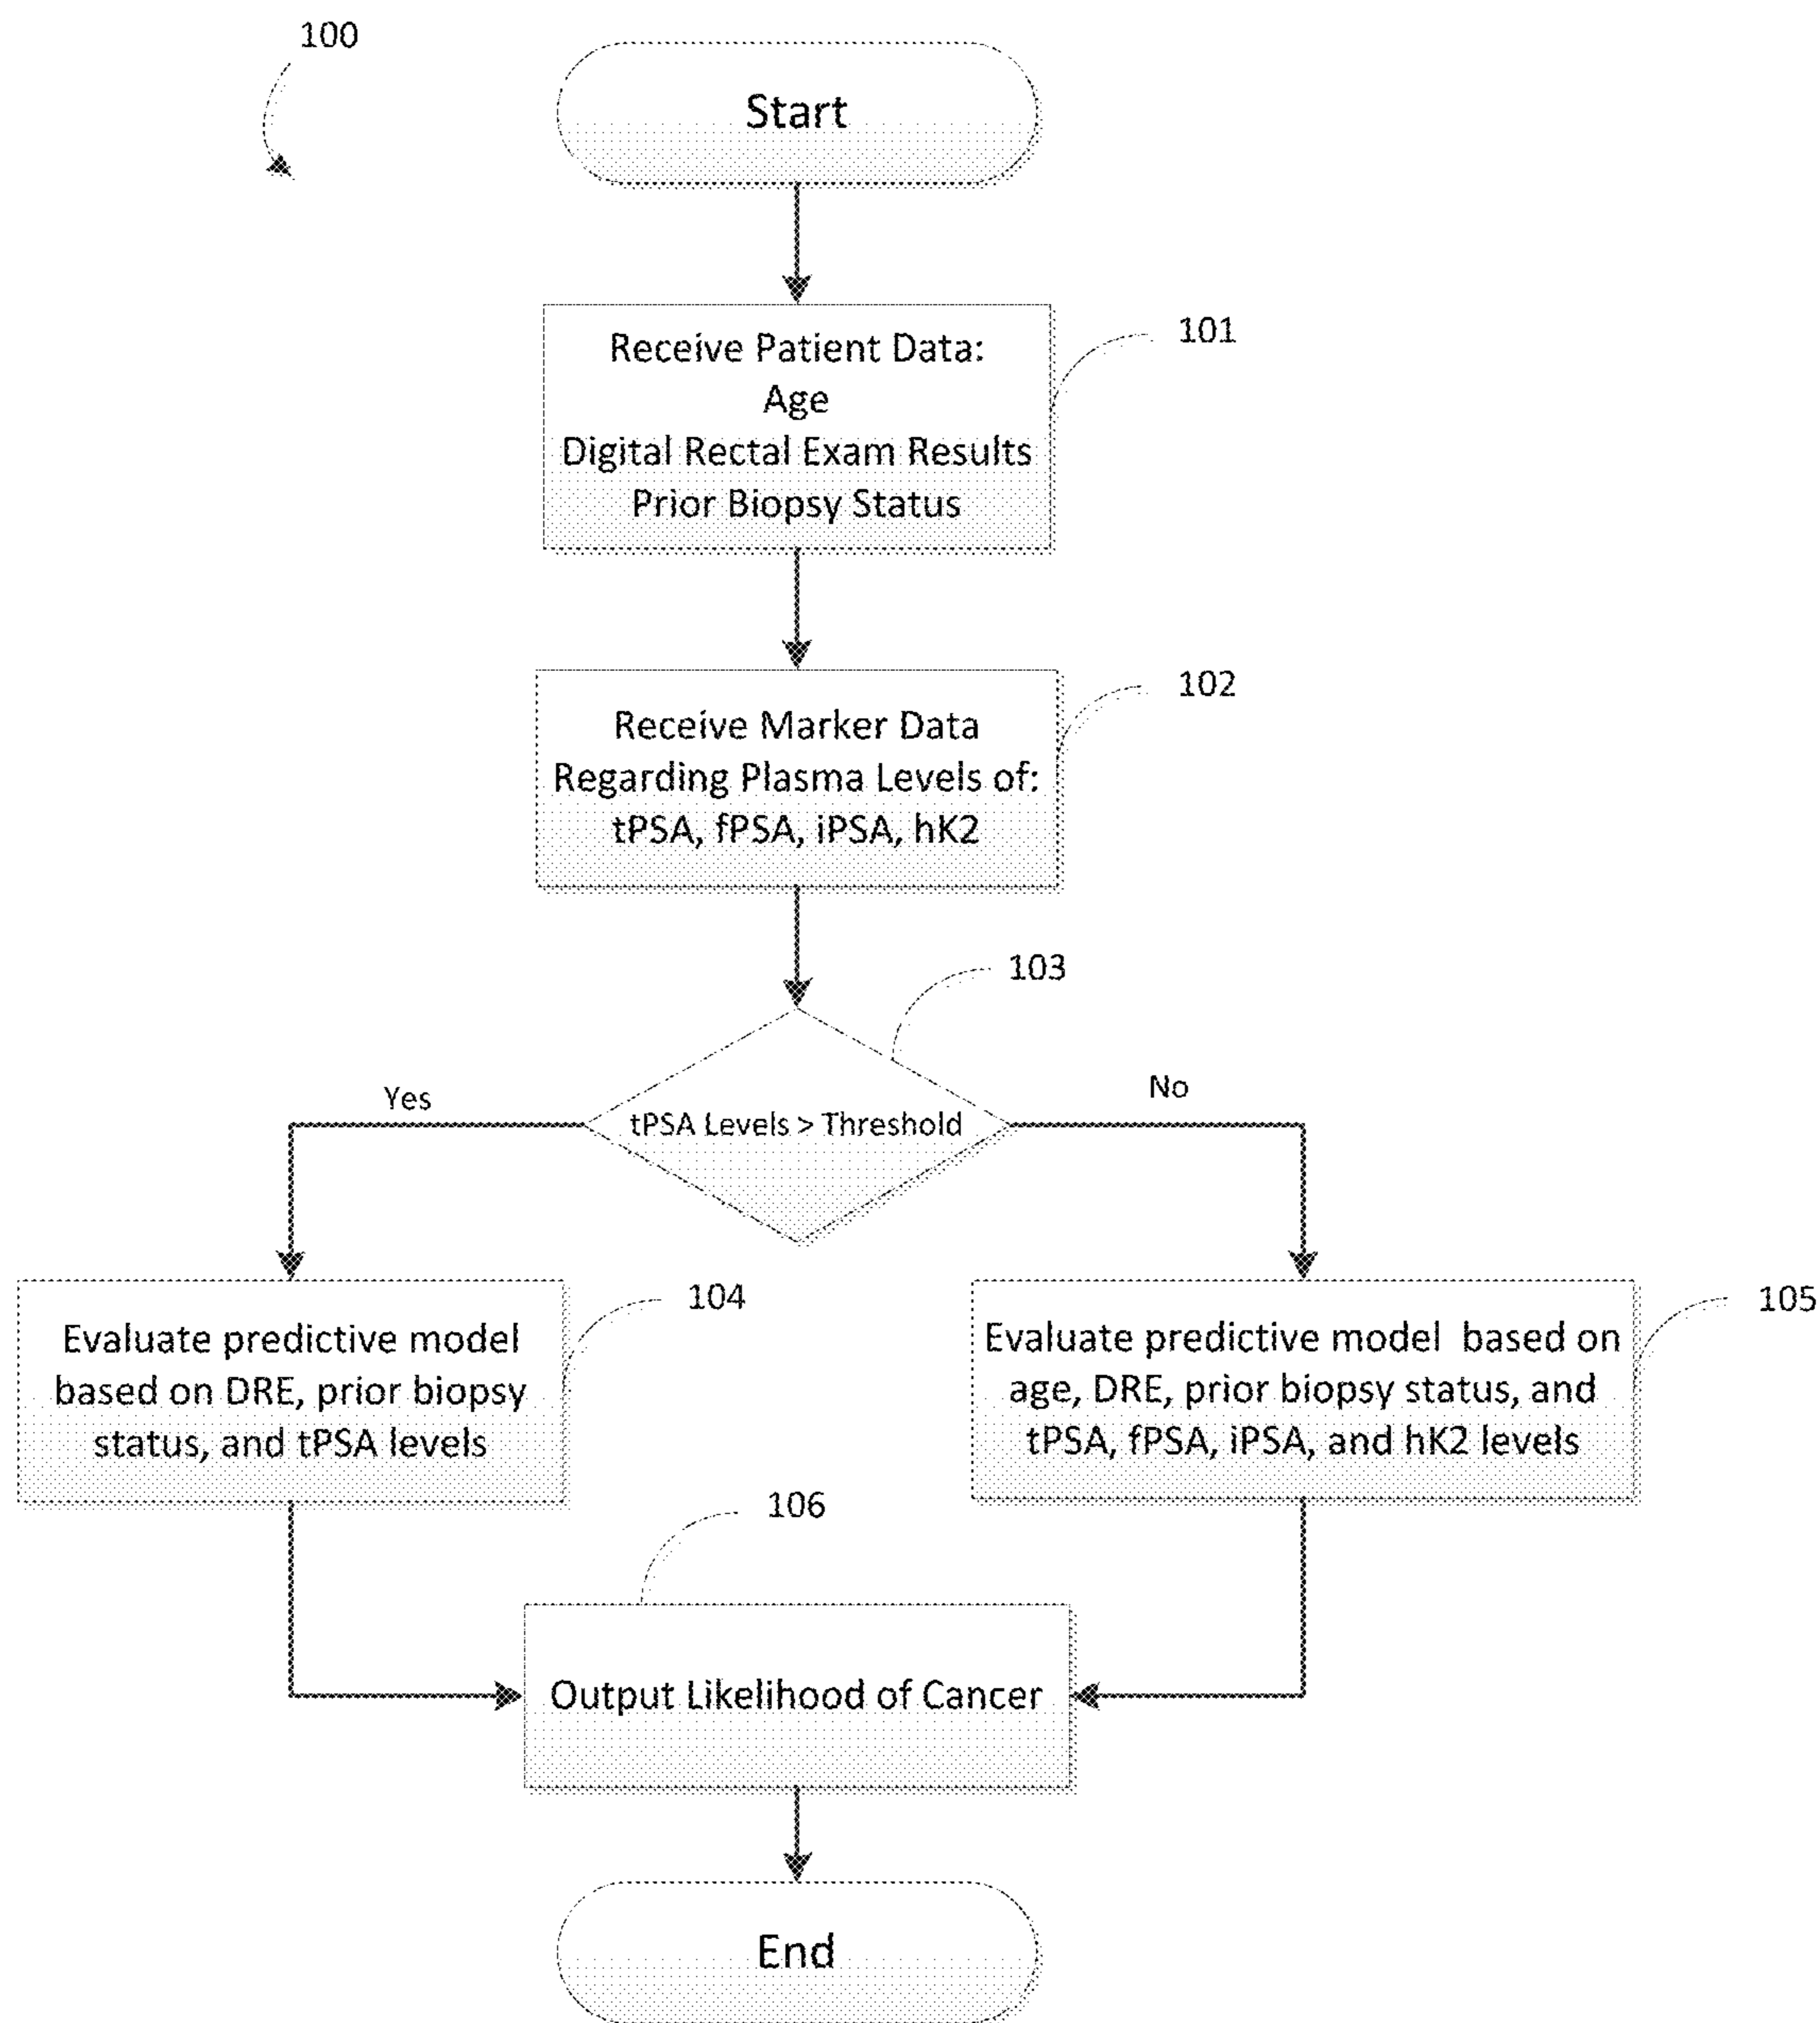 100
Start
Receive Patient Data:
Age
Digital Rectal Exam Results
Prior Biopsy Status
101
Receive Marker Data
Regarding Plasma Levels of:
tPSA, fPSA, iPSA, hK2
102
103
tPSA Levels > Threshold
Yes
No
Evaluate predictive model
based on DRE, prior biopsy
status, and tPSA levels
104
Evaluate predictive model based on
age, DRE, prior biopsy status, and
tPSA, fPSA, iPSA, and hK2 levels
105
106
Output Likelihood of Cancer
End